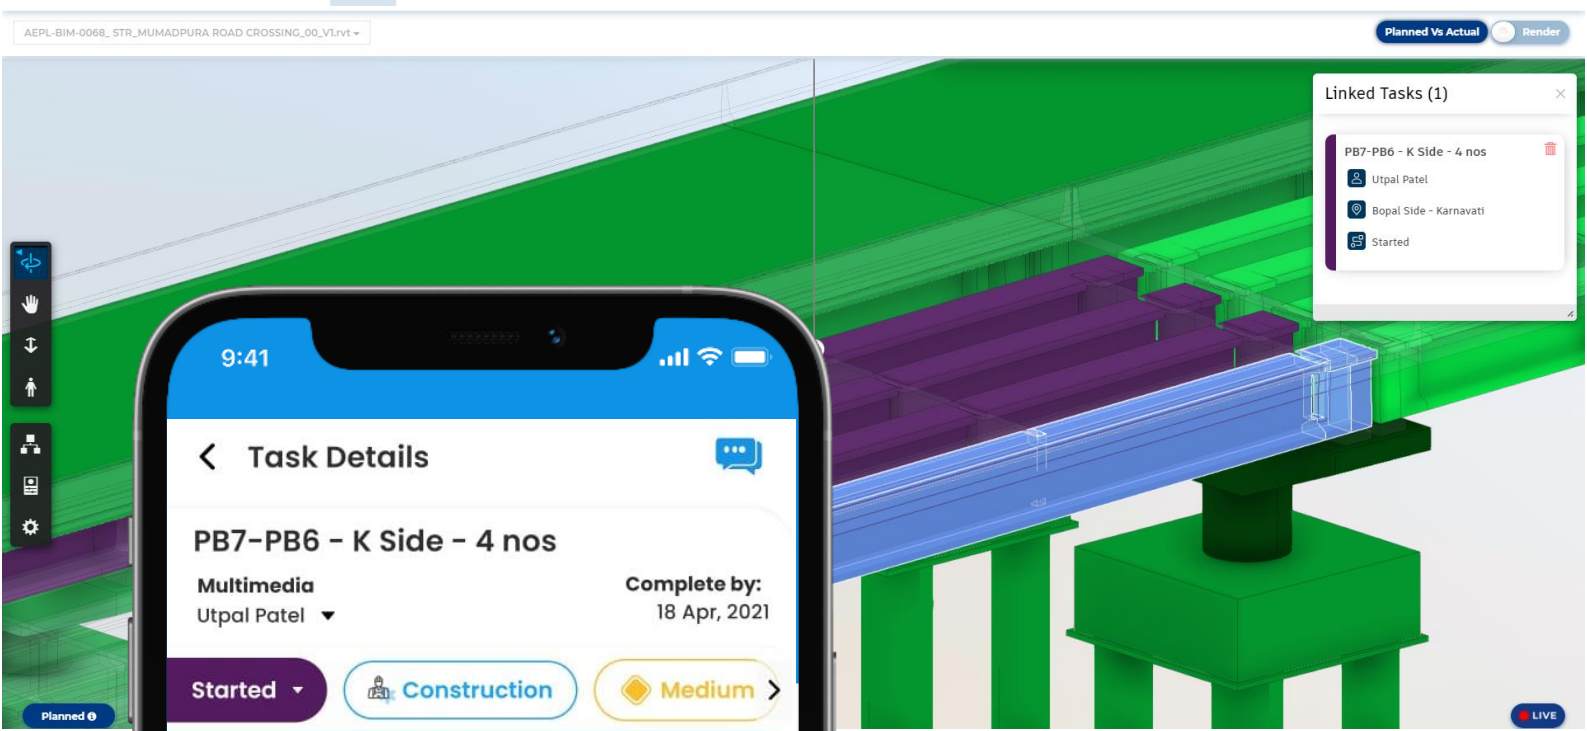 AEPL-BIM-0068_ STR_MUMADPURA ROAD CROSSING_00_V1.rvt
Planned Vs Actual
Render
Linked Tasks (1)
PB7-PB6 - K Side - 4 nos
Utpal Patel
Bopal Side - Karnavati
Started
9:41
Task Details
PB7-PB6 - K Side - 4 nos
Multimedia
Complete by:
Utpal Patel
18 Apr, 2021
Started
Construction
Medium
Planned
LIVE